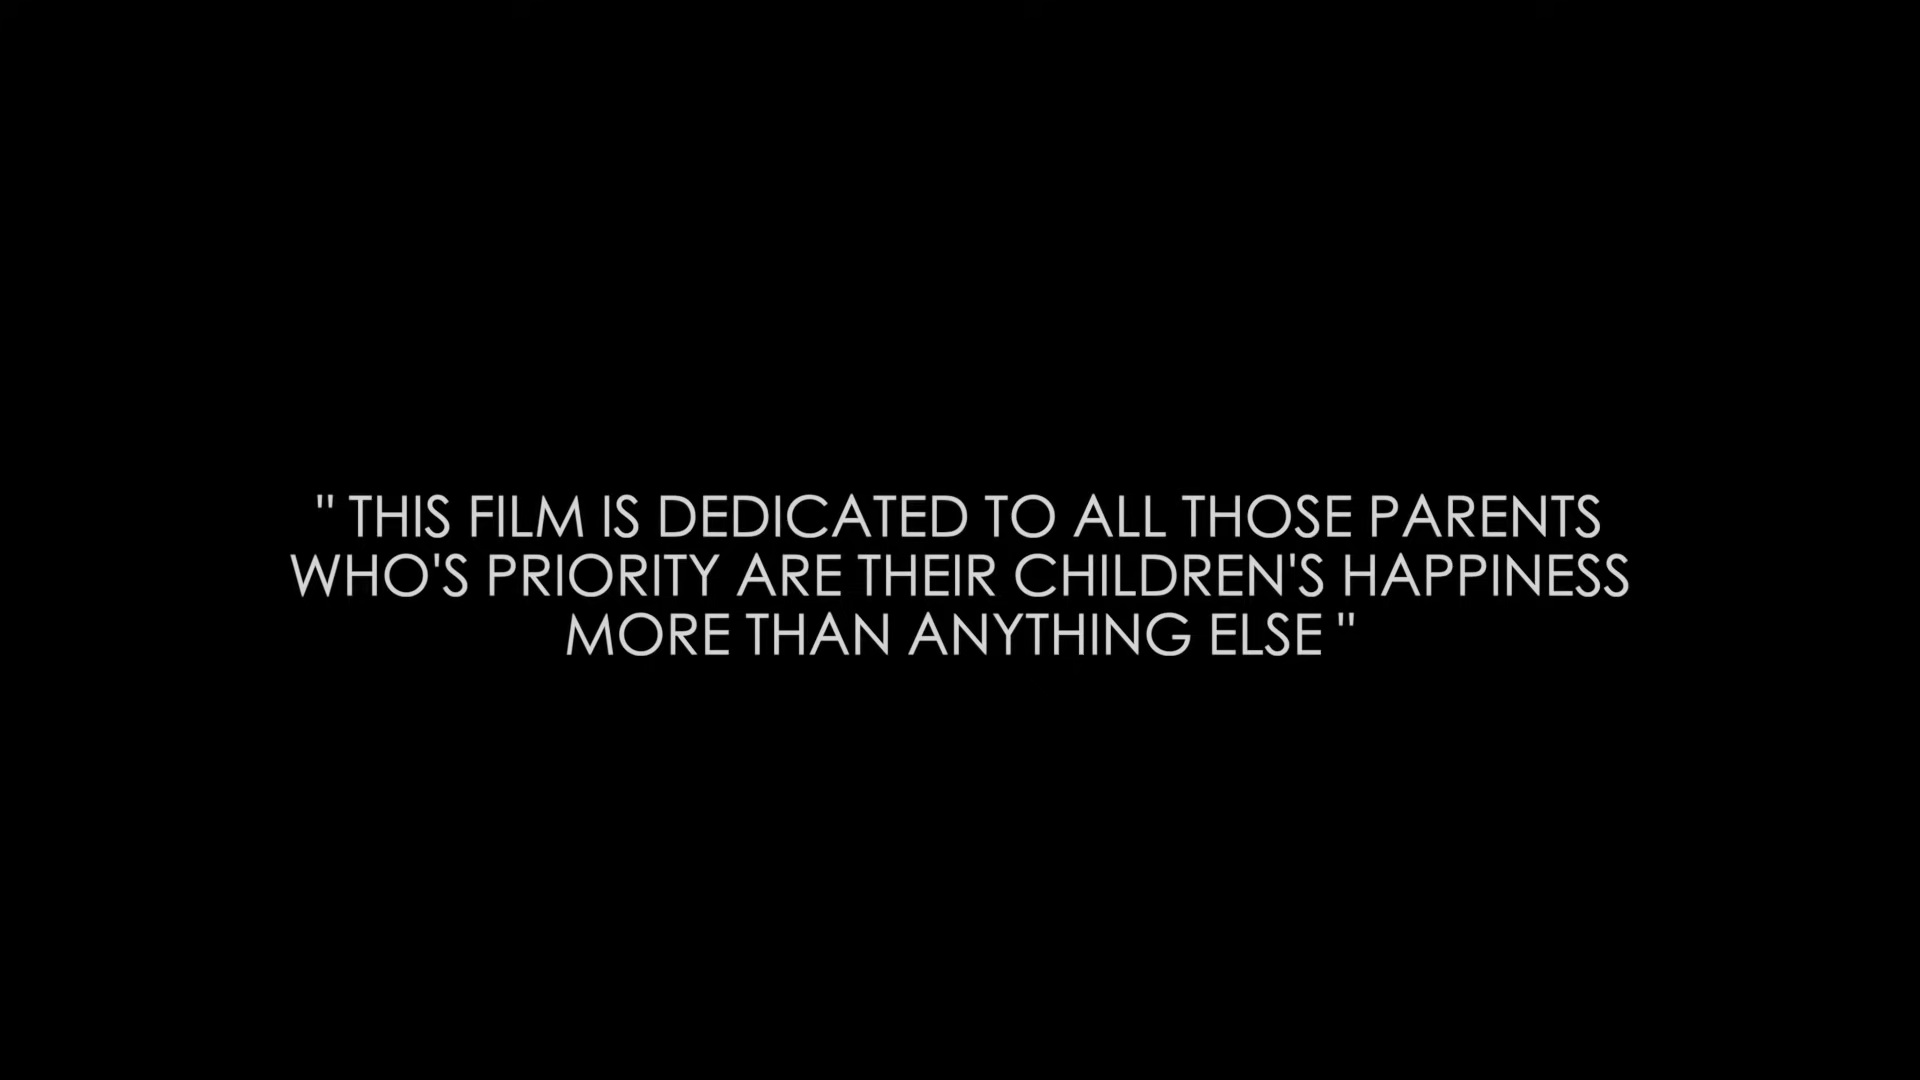 " THIS FILM IS DEDICATED TO ALL THOSE PARENTS
WHO'S PRIORITY ARE THEIR CHILDREN'S HAPPINESS
MORE THAN ANYTHING ELSE "